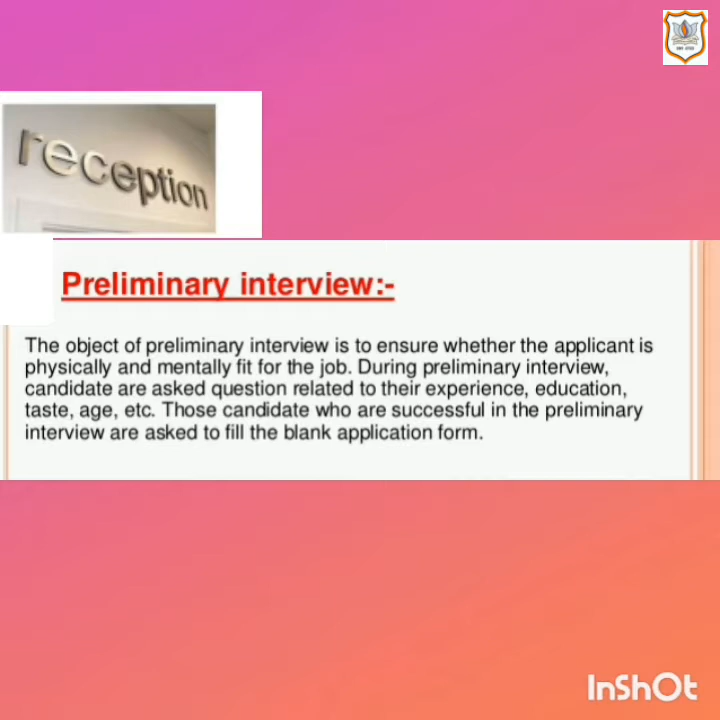 reception
Preliminary interview:-
The object of preliminary interview is to ensure whether the applicant is
physically and mentally fit for the job. During preliminary interview,
candidate are asked question related to their experience, education,
taste, age, etc. Those candidate who are successful in the preliminary
interview are asked to fill the blank application form.
InShOt